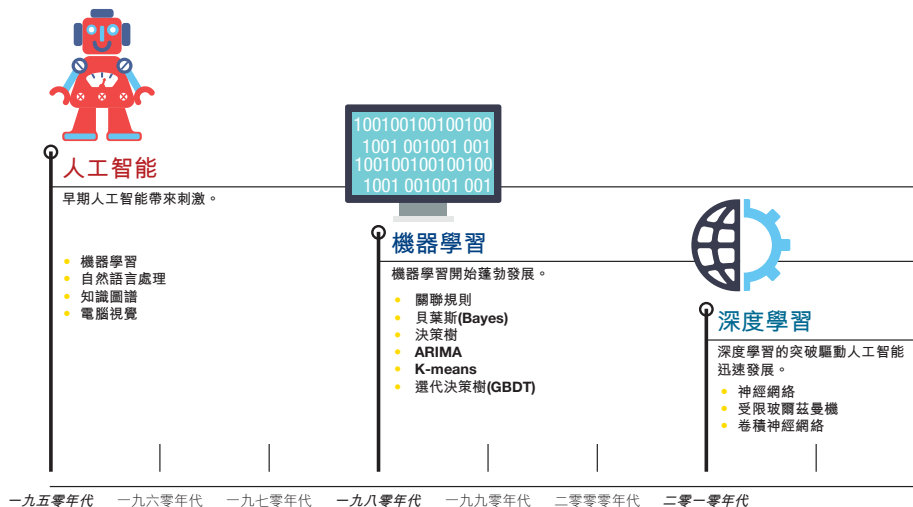 100100100100100
1001 001001 001
100100100100100
1001 001001 001
人工智能
早期人工智能帶來刺激。
機器學習
自然語言處理
知識圖譜
電腦視覺
機器學習
機器學習開始蓬勃發展。
關聯規則
貝葉斯(Bayes)
決策樹
ARIMA
K-means
選代決策樹(GBDT)
深度學習
深度學習的突破驅動人工智能
迅速發展。
神經網絡
受限玻爾茲曼機
卷積神經網絡
一九五零年代 一九六零年代 一九七零年代 一九八零年代 一九九零年代 二零零零年代 二零一零年代